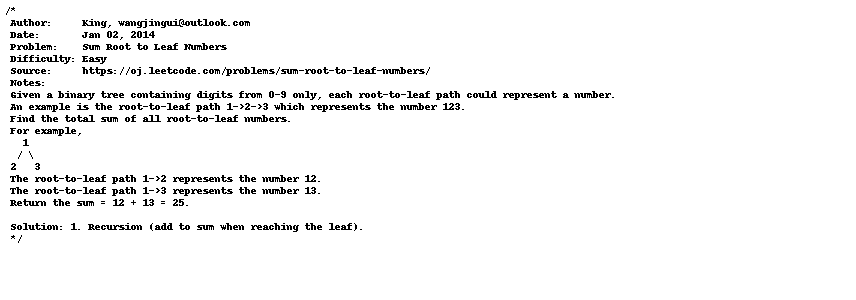 /*
Author:     King, wangjingui@outlook.com
Date:       Jan 02, 2014
Problem:    Sum Root to Leaf Numbers
Difficulty: Easy
Source:     https://oj.leetcode.com/problems/sum-root-to-leaf-numbers/
Notes:
Given a binary tree containing digits from 0-9 only, each root-to-leaf path could represent a number.
An example is the root-to-leaf path 1->2->3 which represents the number 123.
Find the total sum of all root-to-leaf numbers.
For example,
  1
 / \
2   3
The root-to-leaf path 1->2 represents the number 12.
The root-to-leaf path 1->3 represents the number 13.
Return the sum = 12 + 13 = 25.
Solution: 1. Recursion (add to sum when reaching the leaf).
*/